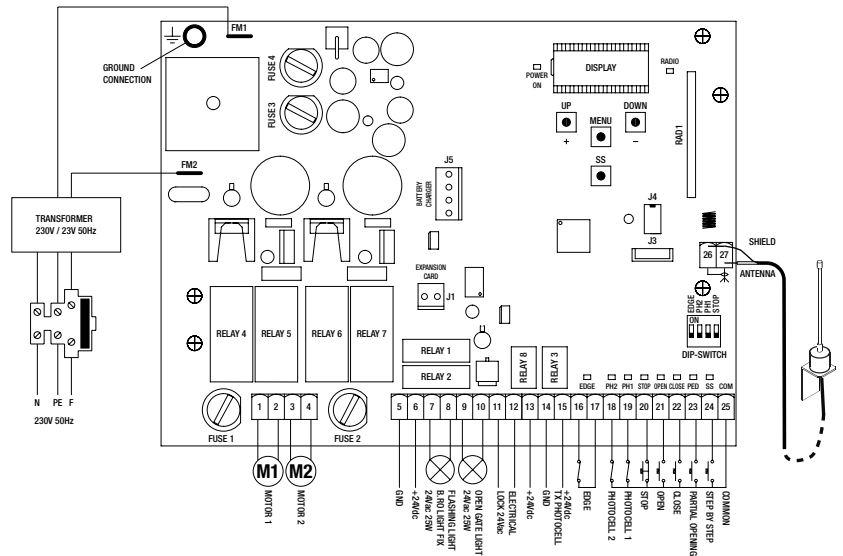 FM1
GROUND
CONNECTION
FUSE 4
FUSE 3
POWER
ON
DISPLAY
RADIO
UP
MENU
DOWN
+
−
SS
RAD1
FM2
J5
BATTERY
CHARGER
J4
J3
TRANSFORMER
230V / 23V 50Hz
SHIELD
26 27
ANTENNA
EXPANSION
CARD
J1
EDGE
PH2
PH1
STOP
ON
DIP-SWITCH
RELAY 4
RELAY 5
RELAY 6
RELAY 7
RELAY 1
RELAY 2
RELAY 8
RELAY 3
N PE F
230V 50Hz
EDGE PH2 PH1 STOP OPEN CLOSE PED SS COM
FUSE 1
1 2 3 4
FUSE 2
5 6 7 8 9 10 11 12 13 14 15 16 17 18 19 20 21 22 23 24 25
M1
M2
MOTOR 1
MOTOR 2
GND
+24Vdc
24Vac 25W
B.RO LIGHT FIX
FLASHING LIGHT
24Vac 25W
OPEN GATE LIGHT
LOCK 24Vac
ELECTRICAL
+24Vdc
GND
TX PHOTOCELL
+24Vdc
EDGE
PHOTOCELL 2
PHOTOCELL 1
STOP
OPEN
CLOSE
PARTIAL OPENING
STEP BY STEP
COMMON